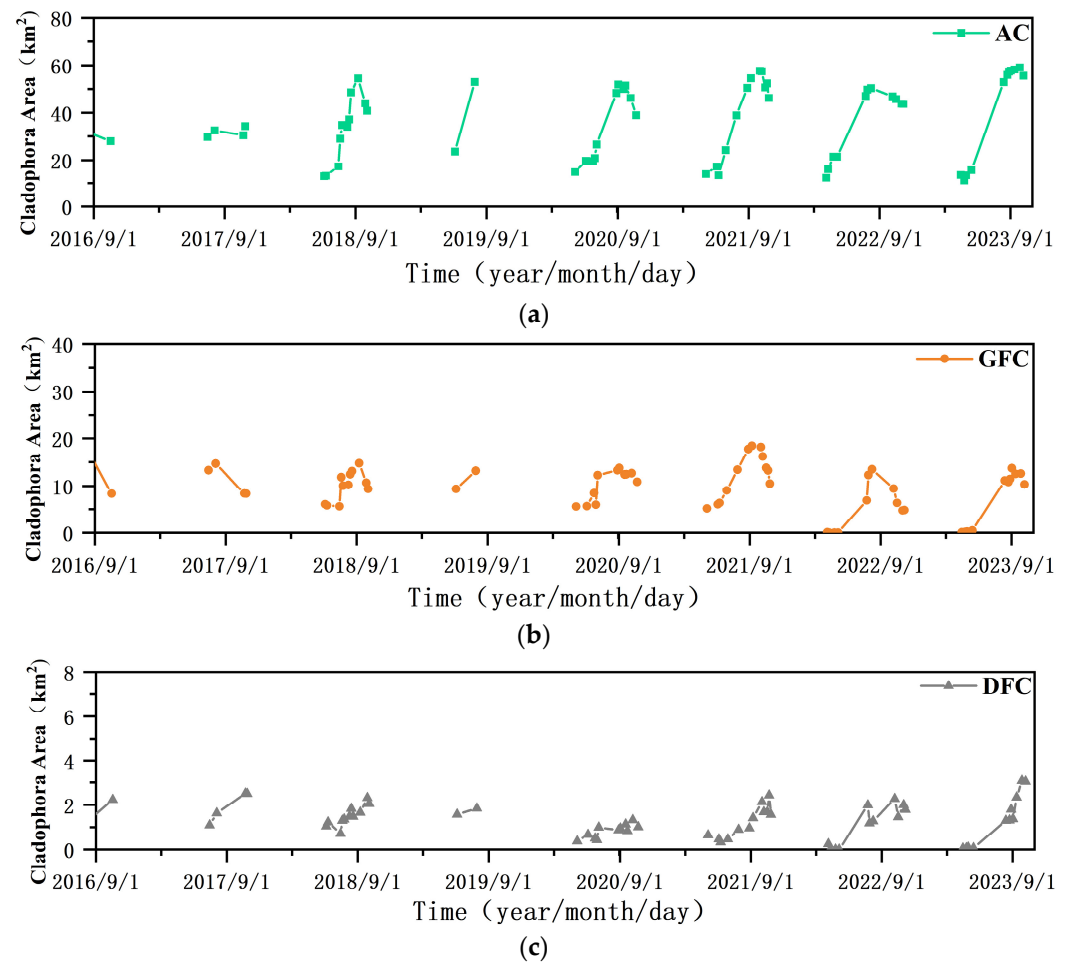 AC
Cladophora Area（km²）
80
60
40
20
0
2016/9/1 2017/9/1 2018/9/1 2019/9/1 2020/9/1 2021/9/1 2022/9/1 2023/9/1
Time（year/month/day）
(a)
GFC
Cladophora Area（km²）
40
30
20
10
0
2016/9/1 2017/9/1 2018/9/1 2019/9/1 2020/9/1 2021/9/1 2022/9/1 2023/9/1
Time（year/month/day）
(b)
DFC
Cladophora Area（km²）
8
6
4
2
0
2016/9/1 2017/9/1 2018/9/1 2019/9/1 2020/9/1 2021/9/1 2022/9/1 2023/9/1
Time（year/month/day）
(c)